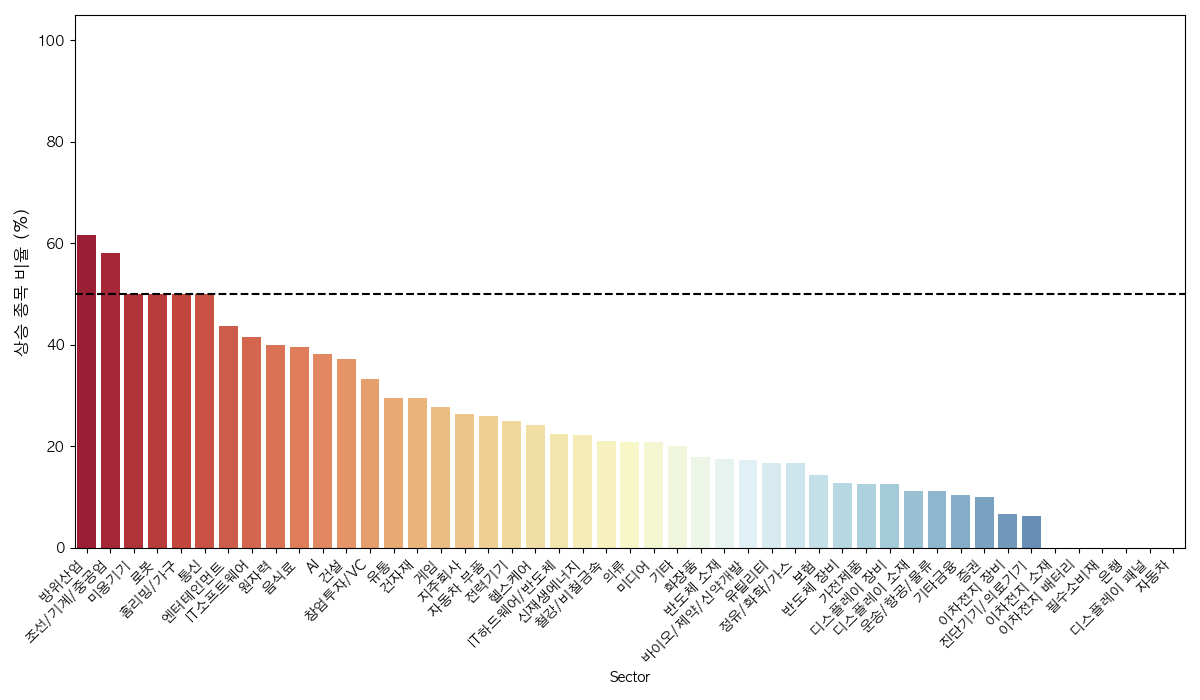 상승 종목 비율 (%)
100
80
60
40
20
0
방위산업
조선/기계/중공업
미용기기
로봇
홈리빙/가구
통신
엔터테인먼트
IT소프트웨어
원자력
음식료
AI
건설
창업투자/VC
유통
건자재
게임
지주회사
자동차 부품
전력기기
헬스케어
IT하드웨어/반도체
신재생에너지
철강/비철금속
의류
미디어
기타
화장품
반도체 소재
바이오/제약/신약개발
유틸리티
정유/화학/가스
보험
반도체 장비
가전제품
디스플레이 장비
디스플레이 소재
운송/항공/물류
기타금융
증권
이차전지 장비
진단기기/의료기기
이차전지 소재
이차전지 배터리
필수소비재
은행
디스플레이 패널
자동차
Sector